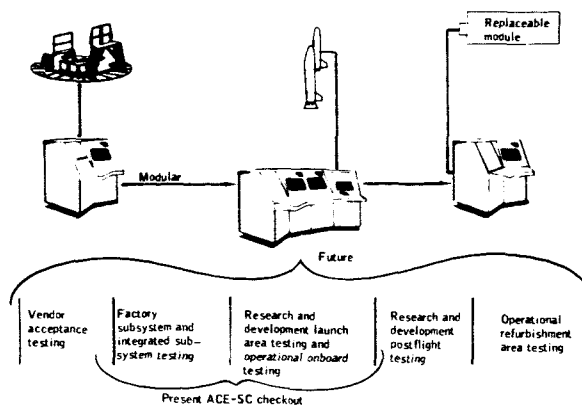 Replaceable
module
Modular
Future
Vendor
acceptance
testing
Factory
subsystem and
integrated sub-
system testing
Research and
development launch
area testing and
operational onboard
testing
Research and
development
postflight
testing
Operational
refurbishment
area testing
Present ACE-SC checkout